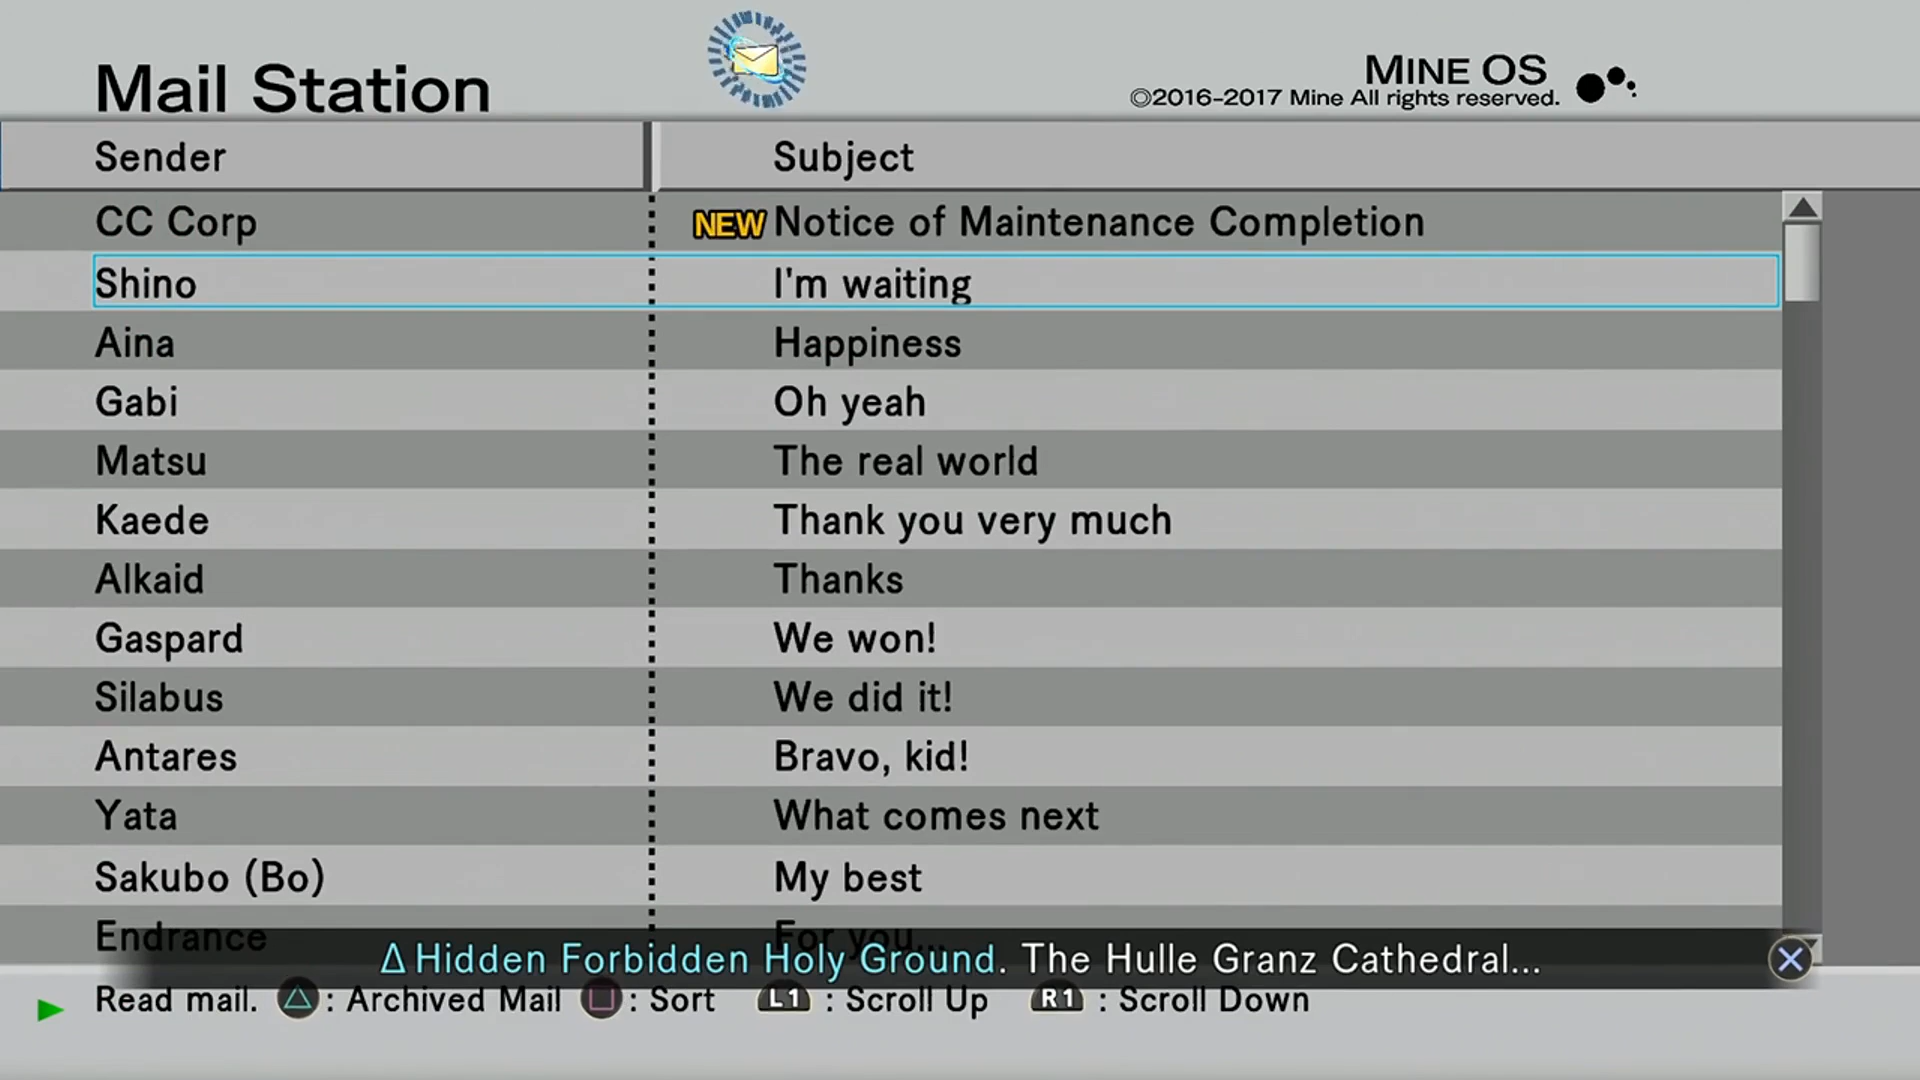 Mail Station
MINE OS
©2016-2017 Mine All rights reserved.
Sender Subject
CC Corp NEW Notice of Maintenance Completion
Shino I'm waiting
Aina Happiness
Gabi Oh yeah
Matsu The real world
Kaede Thank you very much
Alkaid Thanks
Gaspard We won!
Silabus We did it!
Antares Bravo, kid!
Yata What comes next
Sakubo (Bo) My best
Endrance For you...
Δ Hidden Forbidden Holy Ground. The Hulle Granz Cathedral...
Read mail. △: Archived Mail □: Sort L1 : Scroll Up R1 : Scroll Down